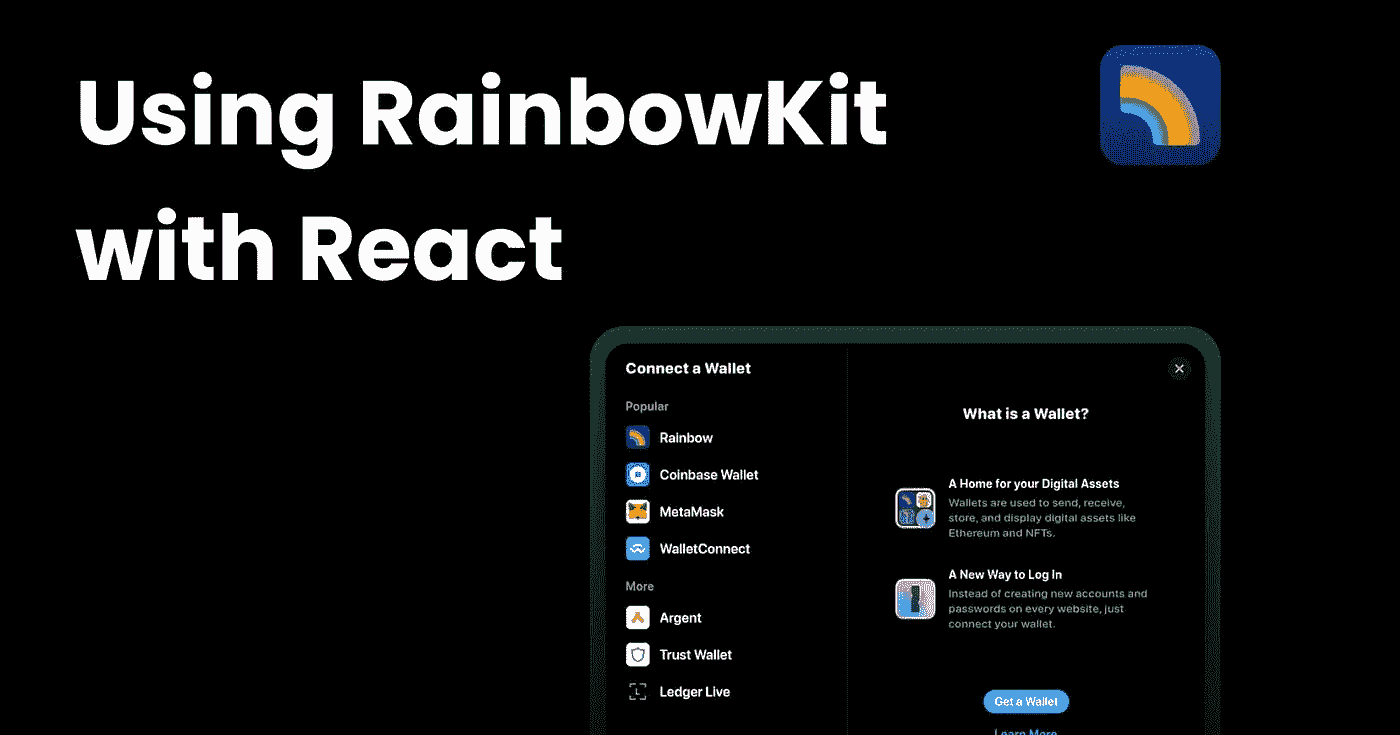 Using RainbowKit
with React
Connect a Wallet
Popular
Rainbow
Coinbase Wallet
MetaMask
WalletConnect
More
Argent
Trust Wallet
Ledger Live
What is a Wallet?
A Home for your Digital Assets
Wallets are used to send, receive,
store, and display digital assets like
Ethereum and NFTs.
A New Way to Log In
Instead of creating new accounts and
passwords on every website, just
connect your wallet.
Get a Wallet
Learn More